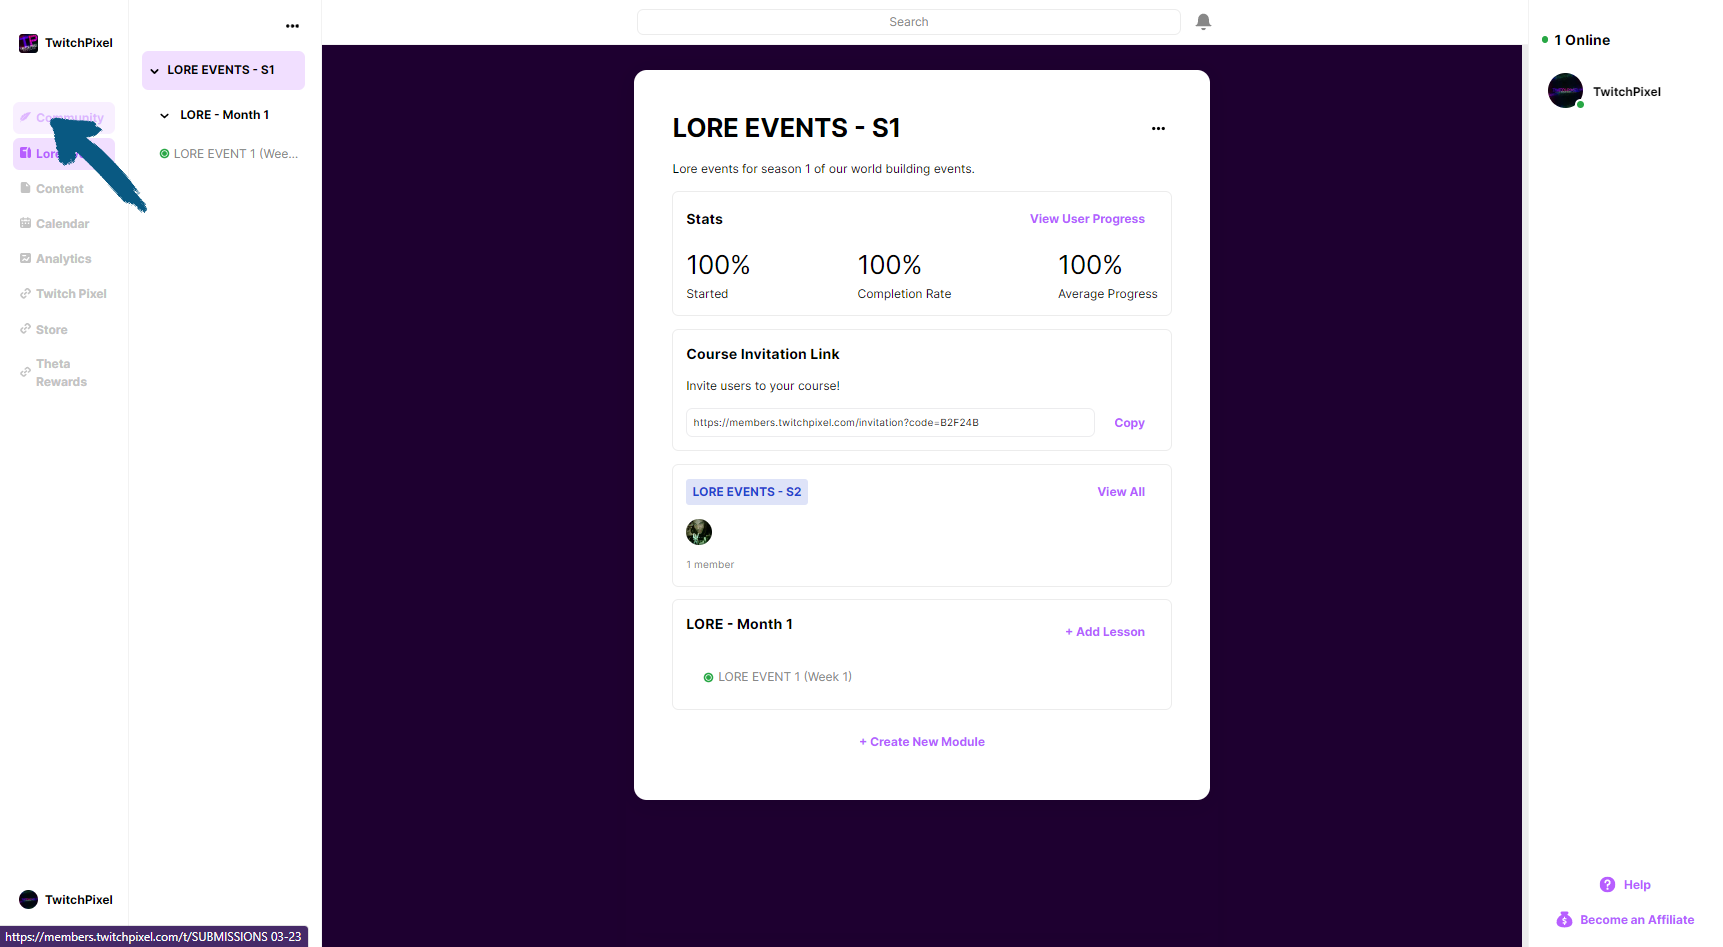 TwitchPixel
Community
Content
Calendar
Analytics
Twitch Pixel
Store
Theta
Rewards
TwitchPixel
https://members.twitchpixel.com/t/SUBMISSIONS 03-23
LORE EVENTS - S1
LORE - Month 1
LORE EVENT 1 (Wee...
Search
LORE EVENTS - S1
Lore events for season 1 of our world building events.
Stats
View User Progress
100%
100%
100%
Started
Completion Rate
Average Progress
Course Invitation Link
Invite users to your course!
https://members.twitchpixel.com/invitation?code=B2F24B
Copy
LORE EVENTS - S2
View All
1 member
LORE - Month 1
+ Add Lesson
LORE EVENT 1 (Week 1)
+ Create New Module
1 Online
TwitchPixel
Help
Become an Affiliate